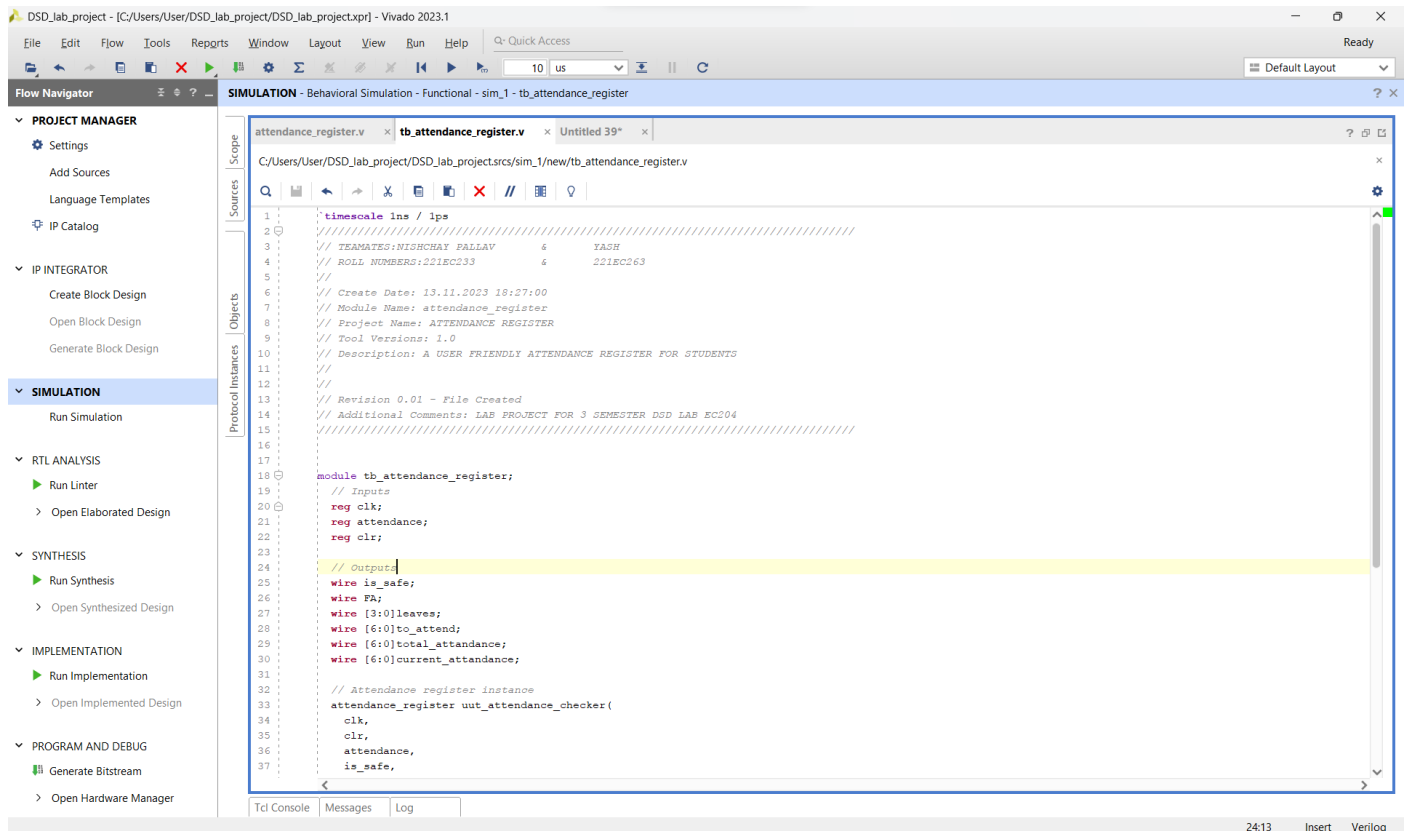 DSD_lab_project - [C:/Users/User/DSD_lab_project/DSD_lab_project.xpr] - Vivado 2023.1
File Edit Flow Tools Reports Window Layout View Run Help Q- Quick Access Ready
10 us Default Layout
Flow Navigator ? _
SIMULATION - Behavioral Simulation - Functional - sim_1 - tb_attendance_register ? ×
PROJECT MANAGER
Settings
Add Sources
Language Templates
IP Catalog
IP INTEGRATOR
Create Block Design
Open Block Design
Generate Block Design
SIMULATION
Run Simulation
RTL ANALYSIS
Run Linter
Open Elaborated Design
SYNTHESIS
Run Synthesis
Open Synthesized Design
IMPLEMENTATION
Run Implementation
Open Implemented Design
PROGRAM AND DEBUG
Generate Bitstream
Open Hardware Manager
Scope
Sources
Objects
Protocol Instances
attendance_register.v × tb_attendance_register.v × Untitled 39* × ?
C:/Users/User/DSD_lab_project/DSD_lab_project.srcs/sim_1/new/tb_attendance_register.v ×
1 `timescale 1ns / 1ps
2 //////////////////////////////////////////////////////////////////////////////////
3 // TEAMATES:NISHCHAY PALLAV & YASH
4 // ROLL NUMBERS:221EC233 & 221EC263
5 //
6 // Create Date: 13.11.2023 18:27:00
7 // Module Name: attendance_register
8 // Project Name: ATTENDANCE REGISTER
9 // Tool Versions: 1.0
10 // Description: A USER FRIENDLY ATTENDANCE REGISTER FOR STUDENTS
11 //
12 //
13 // Revision 0.01 - File Created
14 // Additional Comments: LAB PROJECT FOR 3 SEMESTER DSD LAB EC204
15 //////////////////////////////////////////////////////////////////////////////////
16
17
18 module tb_attendance_register;
19 // Inputs
20 reg clk;
21 reg attendance;
22 reg clr;
23
24 // Outputs
25 wire is_safe;
26 wire FA;
27 wire [3:0]leaves;
28 wire [6:0]to_attend;
29 wire [6:0]total_attandance;
30 wire [6:0]current_attandance;
31
32 // Attendance register instance
33 attendance_register uut_attendance_checker(
34 clk,
35 clr,
36 attendance,
37 is_safe,
Tcl Console Messages Log
24:13 Insert Verilog